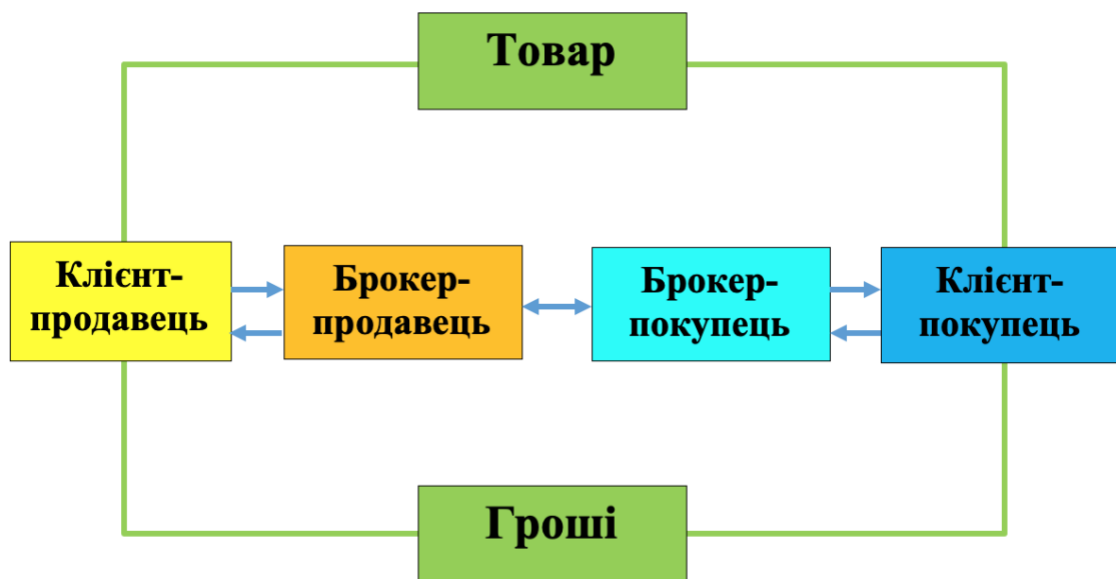 Товар
Клієнт-
продавець
Брокер-
продавець
Брокер-
покупець
Клієнт-
покупець
Гроші